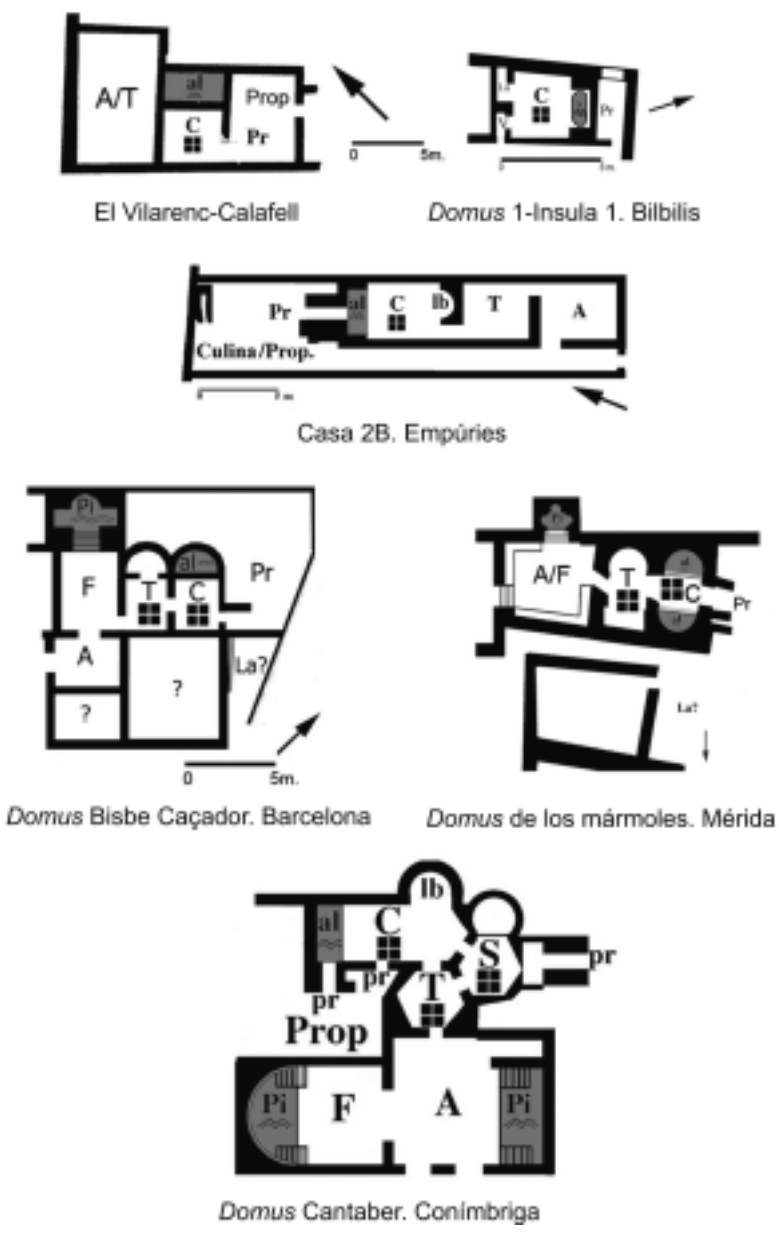 A/T
al
Prop
C
Pr
0 5m.
El Vilarenc-Calafell
C
V
Pr
Domus 1-Insula 1. Bilbilis
Pr
al
C
lb
T
A
Culina/Prop.
m
Casa 2B. Empúries
Pi
al
F
T
C
Pr
A
La?
?
?
0 5m.
Domus Bisbe Caçador. Barcelona
A/F
T
al
C
Pr
al
La?
Domus de los mármoles. Mérida
lb
al
C
S
pr
pr
T
pr
Prop
Pi
F
A
Pi
Domus Cantaber. Conímbriga